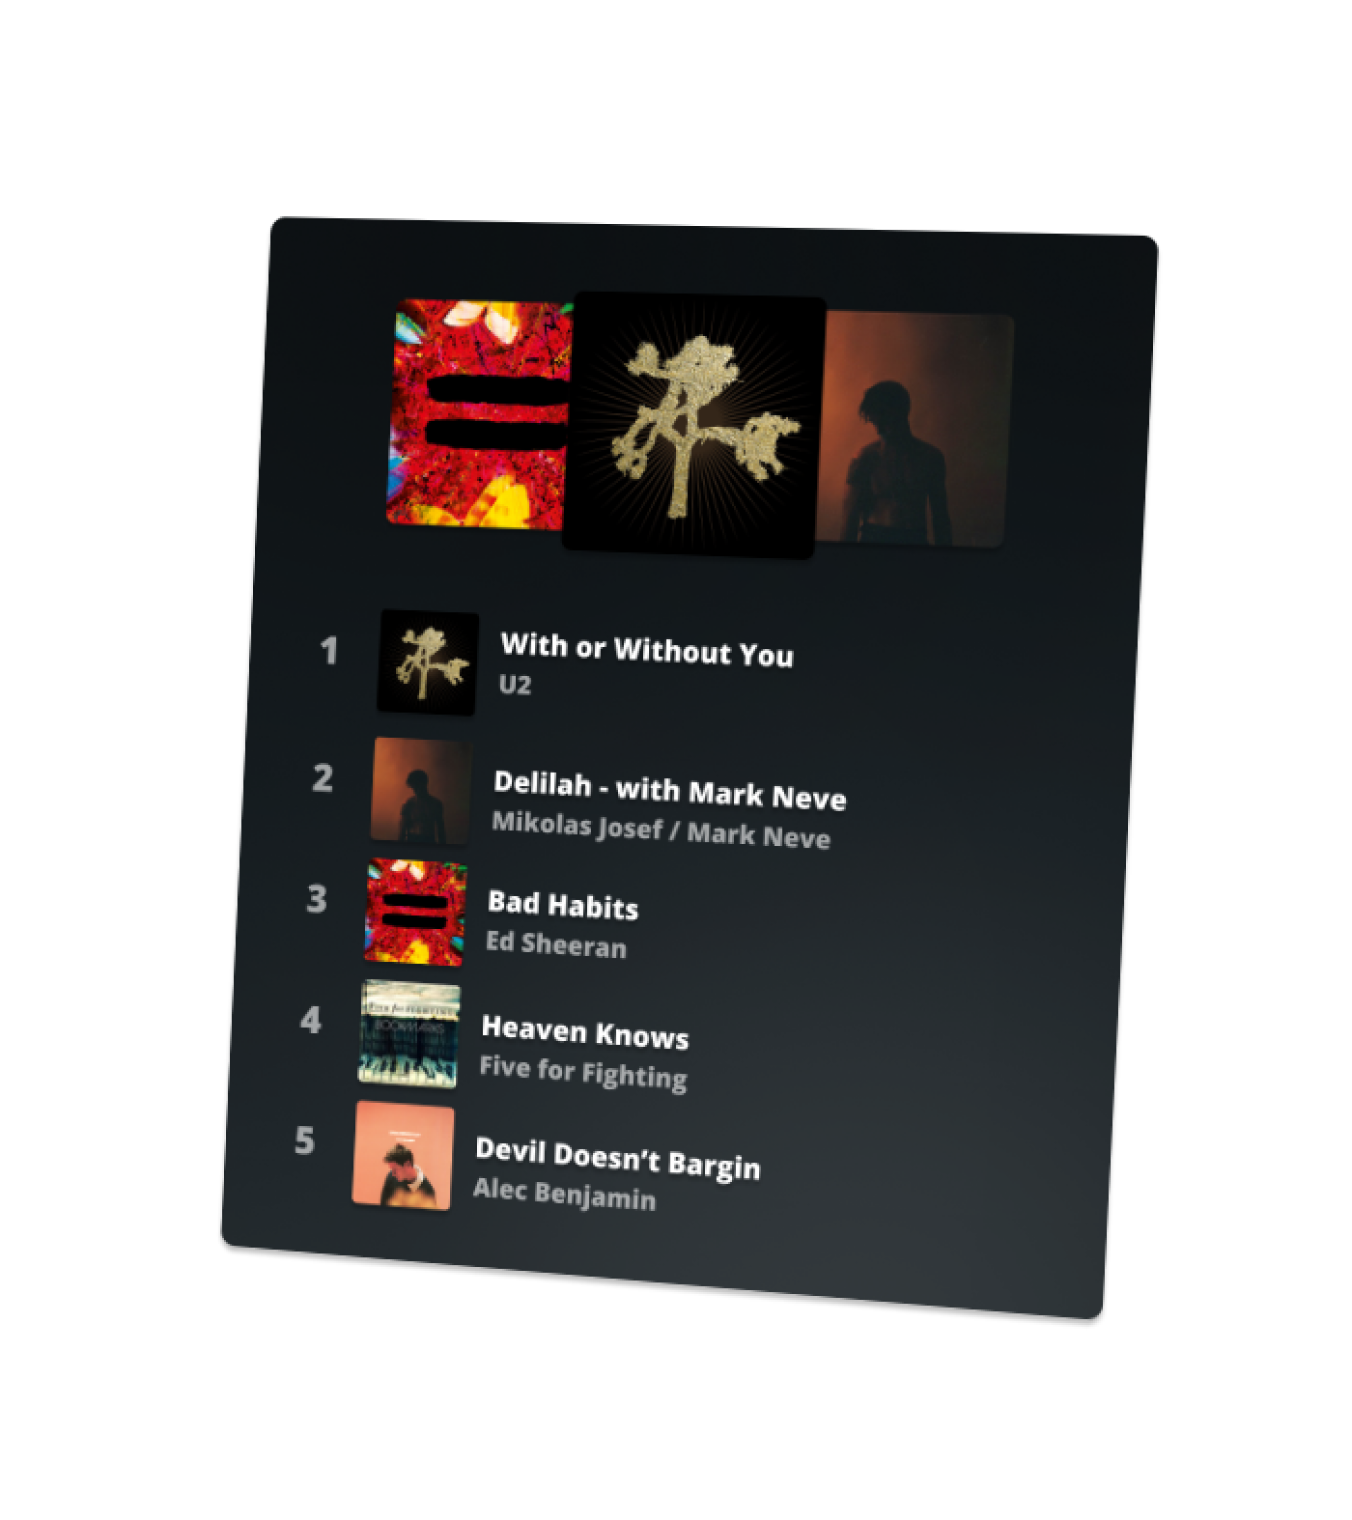 1
With or Without You
U2
2
Delilah - with Mark Neve
Mikolas Josef / Mark Neve
3
Bad Habits
Ed Sheeran
4
BOOKMARKS
Heaven Knows
Five for Fighting
5
Devil Doesn't Bargin
Alec Benjamin